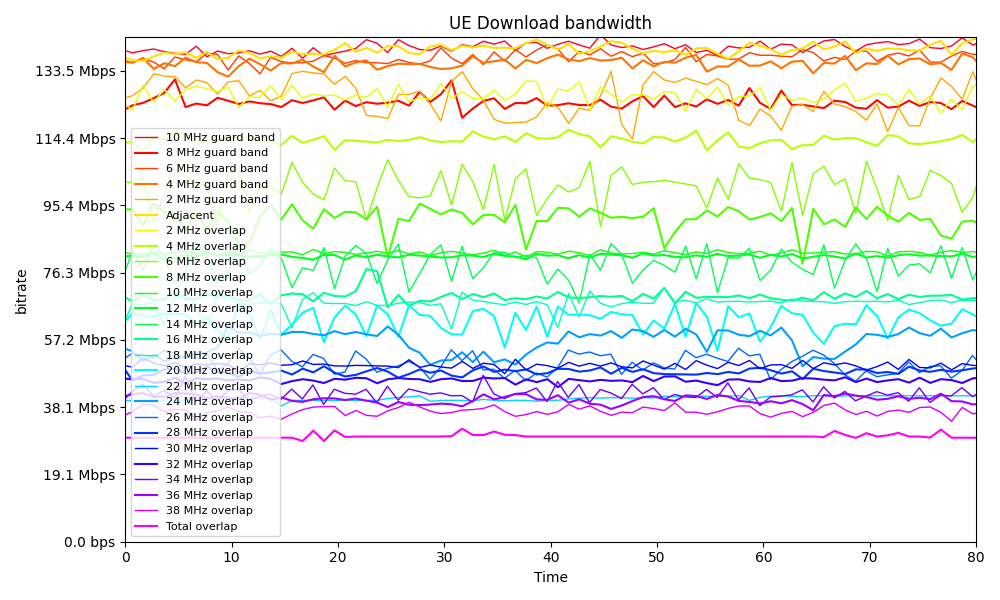 UE Download bandwidth
bitrate
133.5 Mbps
114.4 Mbps
95.4 Mbps
76.3 Mbps
57.2 Mbps
38.1 Mbps
19.1 Mbps
0.0 bps
10 MHz guard band
8 MHz guard band
6 MHz guard band
4 MHz guard band
2 MHz guard band
Adjacent
2 MHz overlap
4 MHz overlap
6 MHz overlap
8 MHz overlap
10 MHz overlap
12 MHz overlap
14 MHz overlap
16 MHz overlap
18 MHz overlap
20 MHz overlap
22 MHz overlap
24 MHz overlap
26 MHz overlap
28 MHz overlap
30 MHz overlap
32 MHz overlap
34 MHz overlap
36 MHz overlap
38 MHz overlap
Total overlap
0 10 20 30 40 50 60 70 80
Time